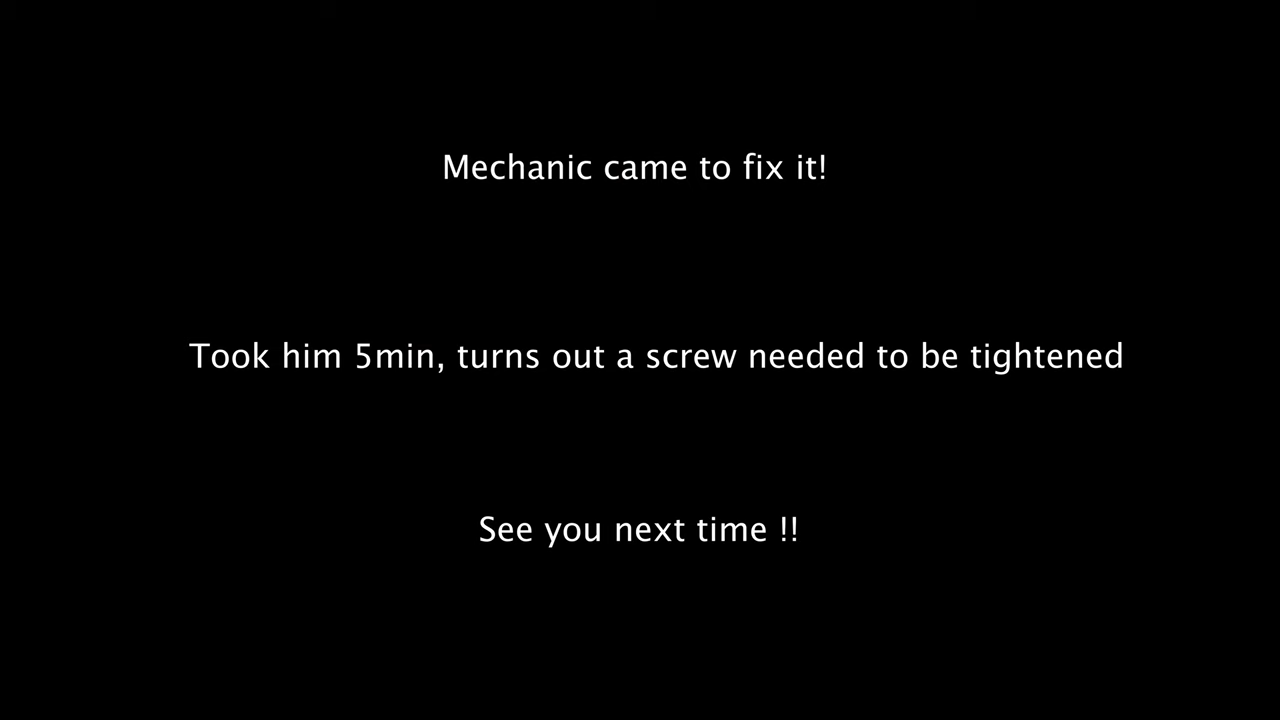 Mechanic came to fix it!
Took him 5min, turns out a screw needed to be tightened
See you next time !!